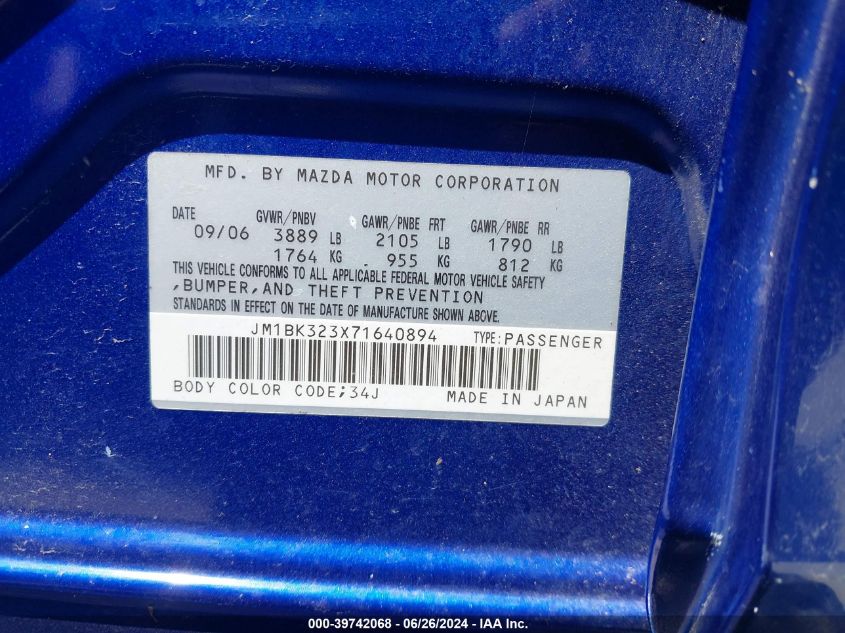 MFD. BY MAZDA MOTOR CORPORATION
DATE GVWR/PNBV GAWR/PNBE FRT GAWR/PNBE RR
09/06 3889 LB 2105 LB 1790 LB
1764 KG 955 KG 812 KG
THIS VEHICLE CONFORMS TO ALL APPLICABLE FEDERAL MOTOR VEHICLE SAFETY
,BUMPER,AND THEFT PREVENTION
STANDARDS IN EFFECT ON THE DATE OF MANUFACTURE SHOWN ABOVE.
JM1BK323X71640894 TYPE:PASSENGER
BODY COLOR CODE;34J MADE IN JAPAN
000-39742068 - 06/26/2024 - IAA Inc.